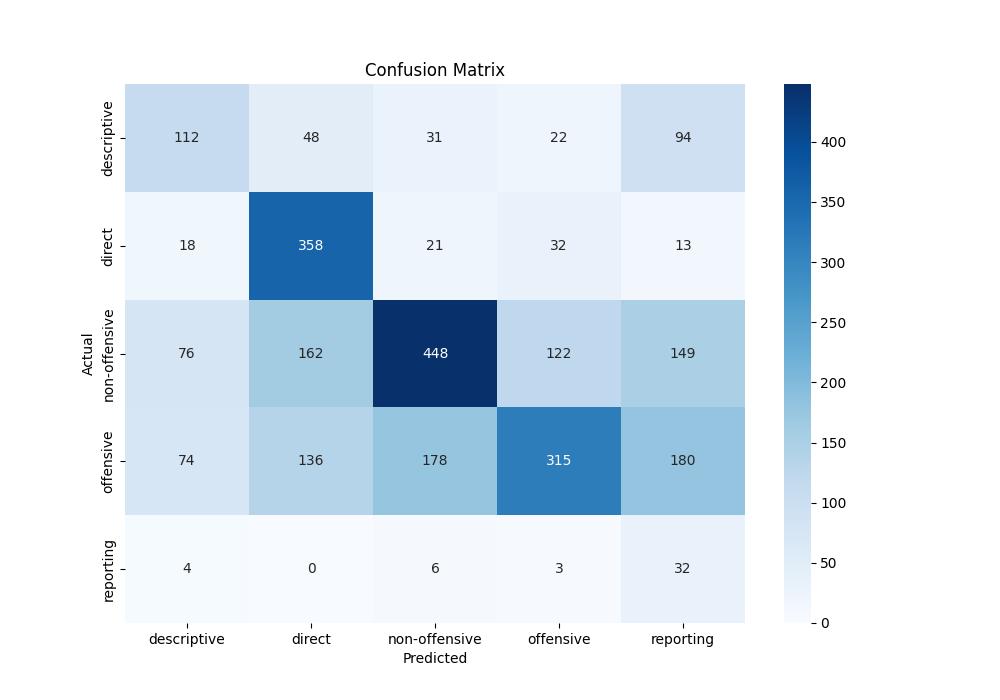 Confusion Matrix
Actual
descriptive 112 48 31 22 94
direct 18 358 21 32 13
non-offensive 76 162 448 122 149
offensive 74 136 178 315 180
reporting 4 0 6 3 32
descriptive direct non-offensive offensive reporting
Predicted
400
350
300
250
200
150
100
50
0